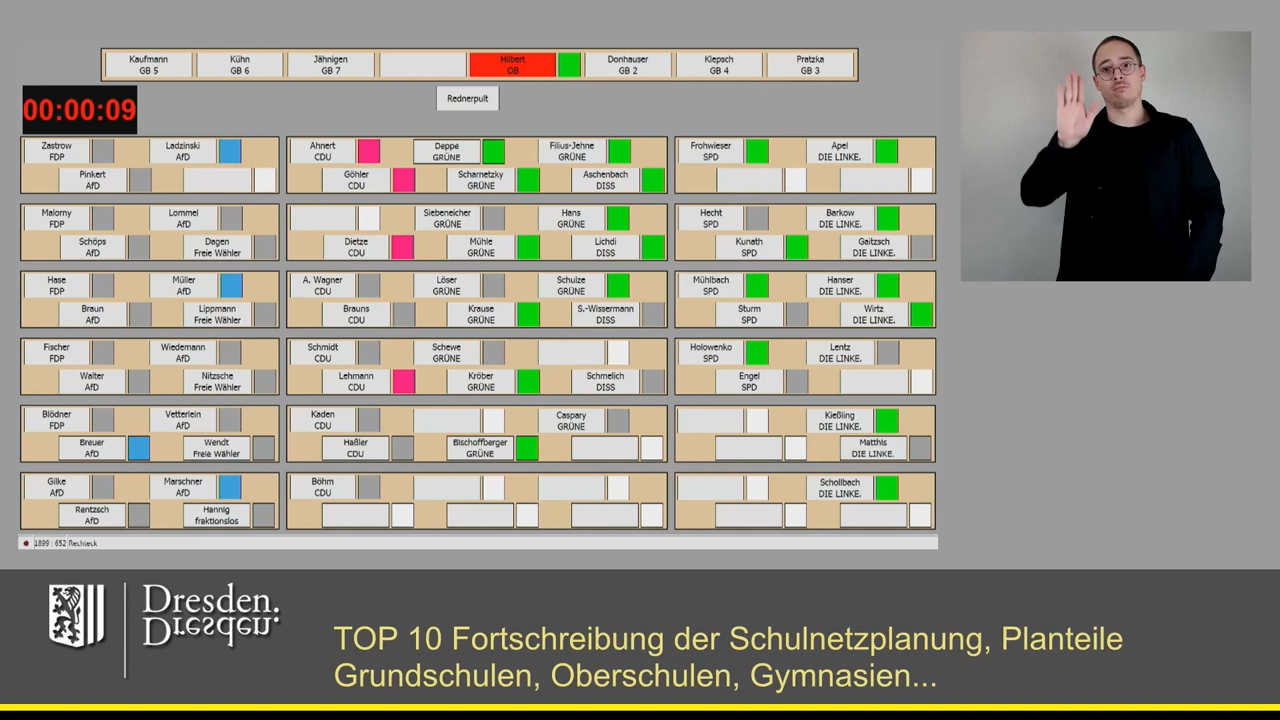 Kaufmann
GB 5
Kühn
GB 6
Jähnigen
GB 7
Hilbert
OB
Donhauser
GB 2
Klepsch
GB 4
Pratzka
GB 3
00:00:09
Rednerpult
Zastrow
FDP
Ladzinski
AfD
Pinkert
AfD
Ahnert
CDU
Deppe
GRÜNE
Filius-Jehne
GRÜNE
Göhler
CDU
Scharnetzky
GRÜNE
Aschenbach
DISS
Frohwieser
SPD
Apel
DIE LINKE.
Malorny
FDP
Lommel
AfD
Schöps
AfD
Dagen
Freie Wähler
Siebeneicher
GRÜNE
Hans
GRÜNE
Dietze
CDU
Mühle
GRÜNE
Lichdi
DISS
Hecht
SPD
Barkow
DIE LINKE.
Kunath
SPD
Gaitzsch
DIE LINKE.
Hase
FDP
Müller
AfD
Braun
AfD
Lippmann
Freie Wähler
A. Wagner
CDU
Löser
GRÜNE
Schulze
GRÜNE
Brauns
CDU
Krause
GRÜNE
S.-Wissermann
DISS
Mühlbach
SPD
Hanser
DIE LINKE.
Sturm
SPD
Wirtz
DIE LINKE.
Fischer
FDP
Wiedemann
AfD
Walter
AfD
Nitzsche
Freie Wähler
Schmidt
CDU
Schewe
GRÜNE
Lehmann
CDU
Kröber
GRÜNE
Schmelich
DISS
Holowenko
SPD
Lentz
DIE LINKE.
Engel
SPD
Blödner
FDP
Vetterlein
AfD
Breuer
AfD
Wendt
Freie Wähler
Kaden
CDU
Caspary
GRÜNE
Haßler
CDU
Bischoffberger
GRÜNE
Kießling
DIE LINKE.
Matthis
DIE LINKE.
Gilke
AfD
Marschner
AfD
Rentzsch
AfD
Hannig
fraktionslos
Böhm
CDU
Schollbach
DIE LINKE.
1899 : 652 Rechteck
Dresden.
Dresden.
TOP 10 Fortschreibung der Schulnetzplanung, Planteile
Grundschulen, Oberschulen, Gymnasien...